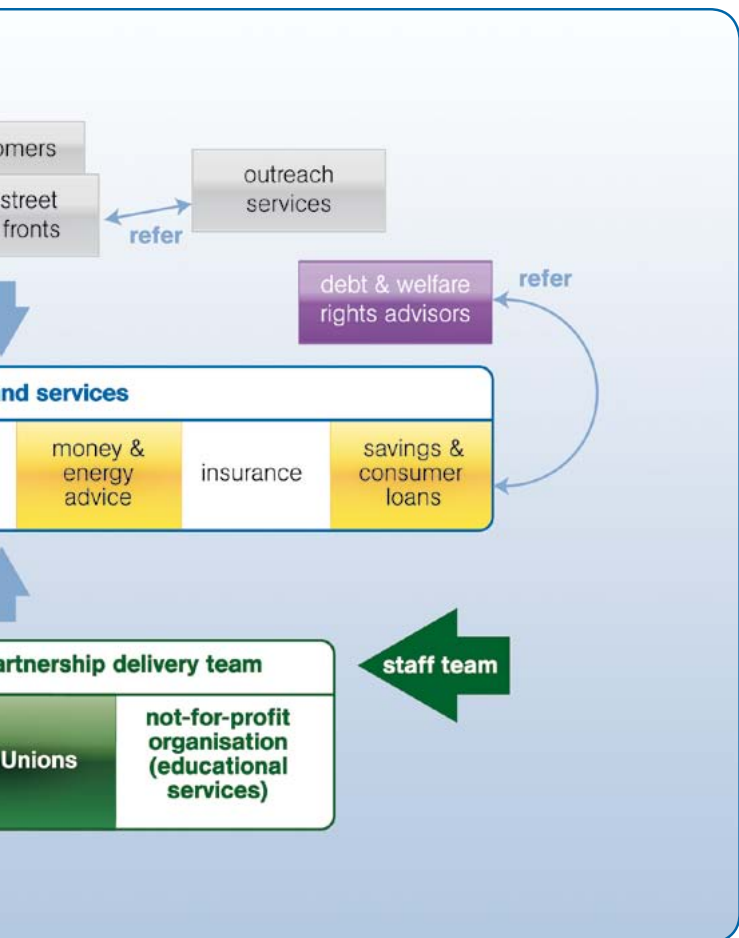 omers
street
fronts
refer
outreach
services
debt & welfare
rights advisors
refer
nd services
money &
energy
advice
insurance
savings &
consumer
loans
artnership delivery team
staff team
Unions
not-for-profit
organisation
(educational
services)